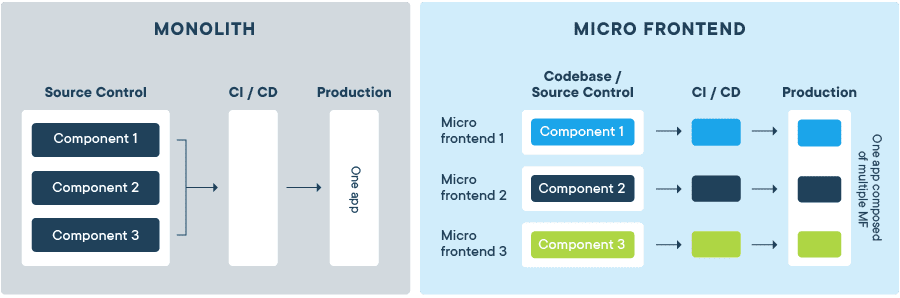 MONOLITH
Source Control
CI / CD
Production
Component 1
Component 2
Component 3
One app
MICRO FRONTEND
Codebase /
Source Control
CI / CD
Production
Micro
frontend 1
Component 1
Micro
frontend 2
Component 2
Micro
frontend 3
Component 3
One app composed
of multiple MF